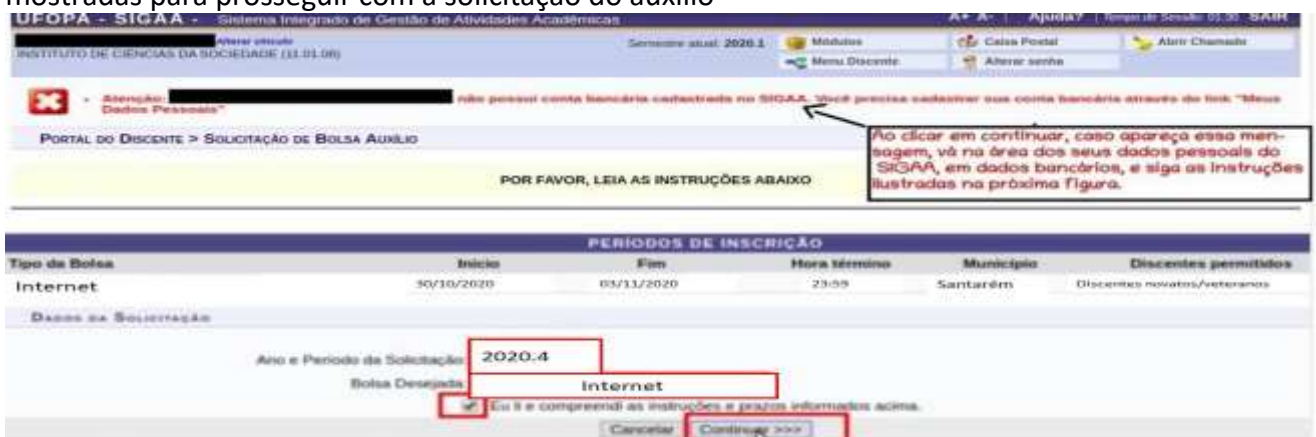 mostradas para prosseguir com a solicitação do auxílio
UFOPA - SIGAA - Sistema Integrado de Gestão de Atividades Acadêmicas
A+ A- | Ajuda? | Tempo de Sessão: 01:30 SAIR
Alterar vínculo
INSTITUTO DE CIENCIAS DA SOCIEDADE (11.01.08)
Semestre atual: 2020.1
Módulos
Caixa Postal
Abrir Chamado
Menu Discente
Alterar senha
Atenção: não possui conta bancária cadastrada no SIGAA. Você precisa cadastrar sua conta bancária através do link "Meus
Dados Pessoais"
PORTAL DO DISCENTE > SOLICITAÇÃO DE BOLSA AUXÍLIO
Ao clicar em continuar, caso apareça essa men-
sagem, vá na área dos seus dados pessoais do
SIGAA, em dados bancários, e siga as instruções
ilustradas na próxima figura.
POR FAVOR, LEIA AS INSTRUÇÕES ABAIXO
PERÍODOS DE INSCRIÇÃO
Tipo da Bolsa Início Fim Hora término Município Discentes permitidos
Internet 30/10/2020 03/11/2020 23:59 Santarém Discentes novatos/veteranos
DADOS DA SOLICITAÇÃO
Ano e Período da Solicitação: 2020.4
Bolsa Desejada: Internet
Eu li e compreendi as instruções e prazos informados acima.
Cancelar Continuar >>>